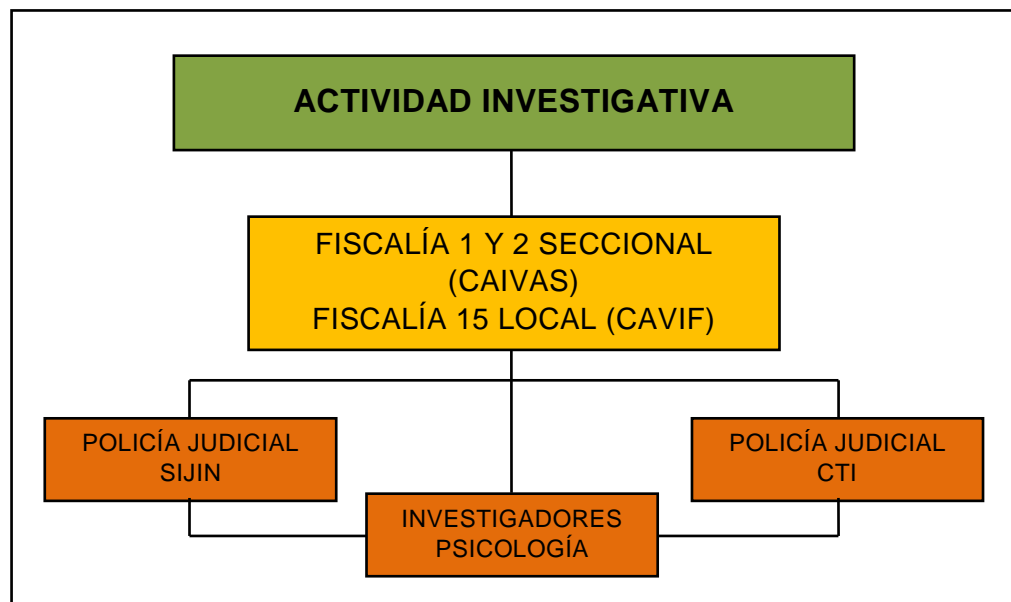 ACTIVIDAD INVESTIGATIVA
FISCALÍA 1 Y 2 SECCIONAL
(CAIVAS)
FISCALÍA 15 LOCAL (CAVIF)
POLICÍA JUDICIAL
SIJIN
POLICÍA JUDICIAL
CTI
INVESTIGADORES
PSICOLOGÍA